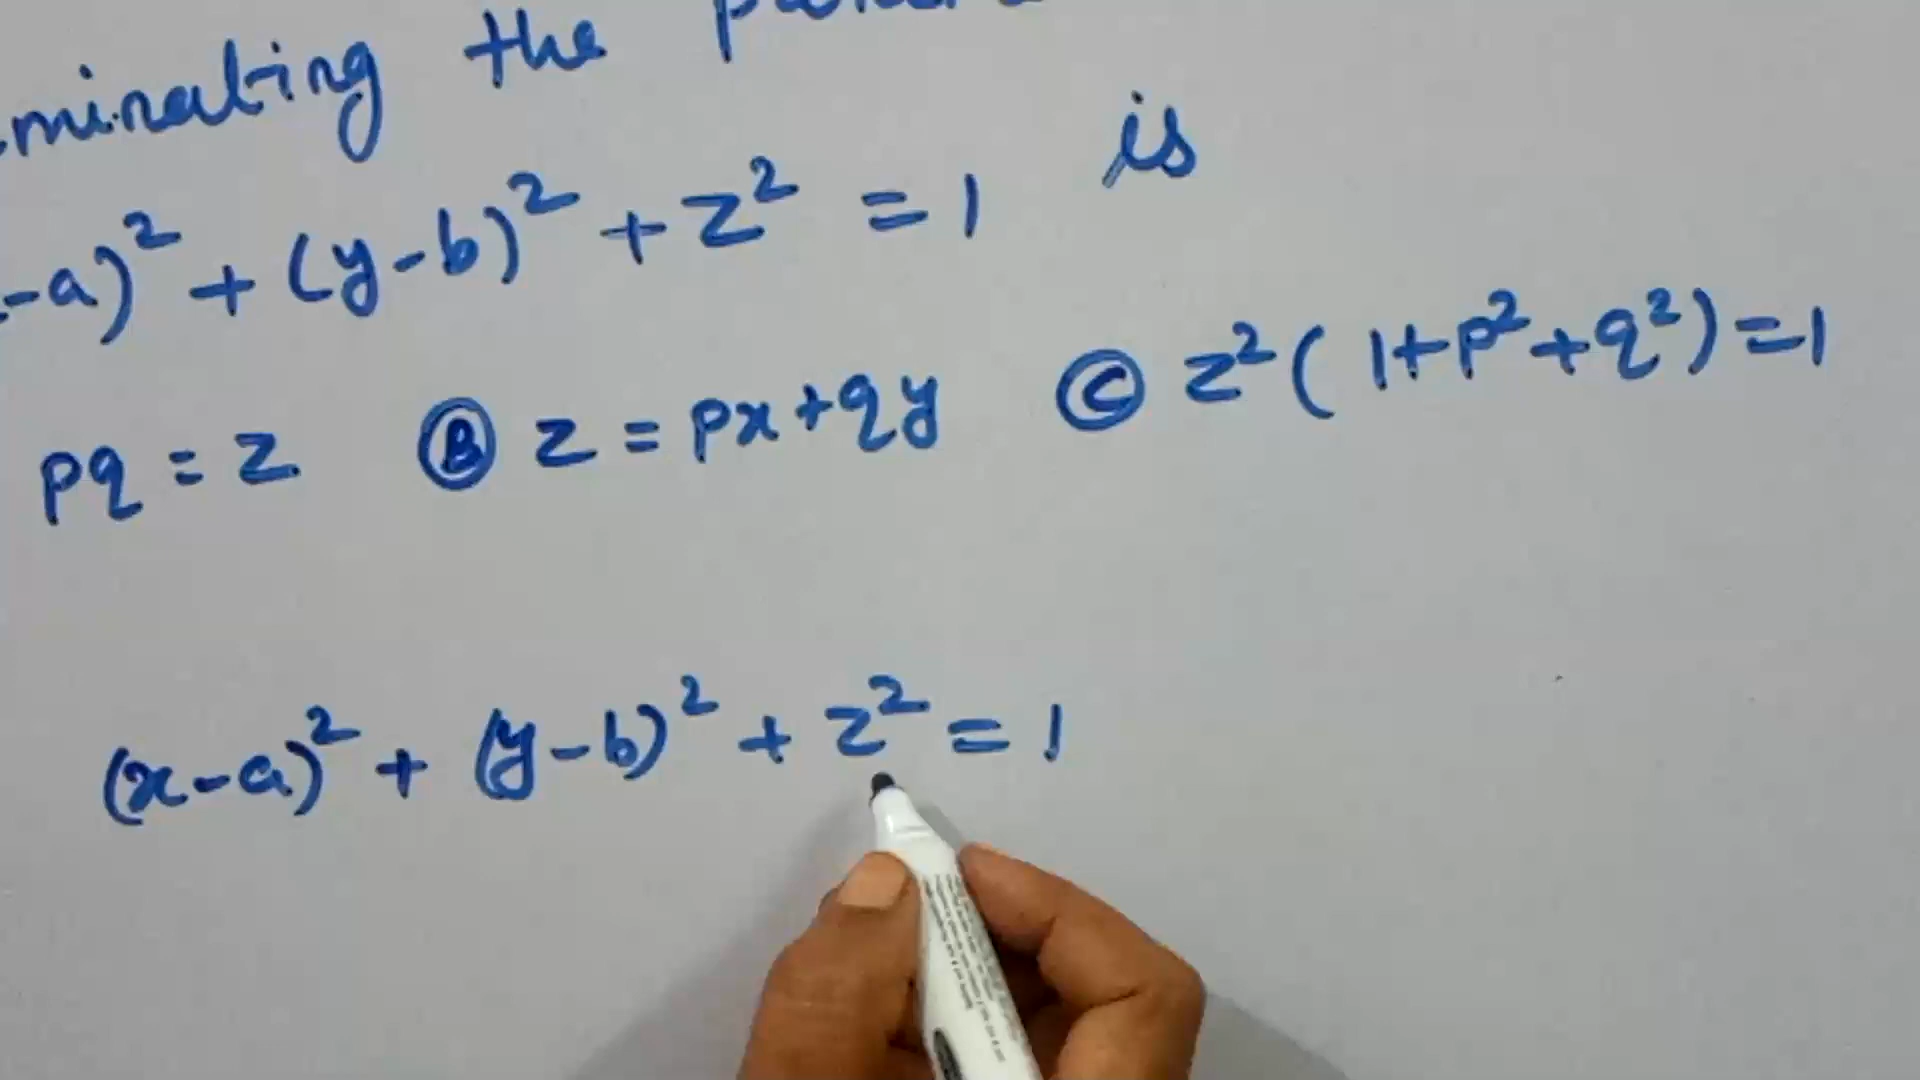 minating the
-a)² + (y-b)² + z² = 1 is
pq = z Ⓑ z = px+qy Ⓒ z²(1+p²+q²)=1
(x-a)² + (y-b)² + z² = 1